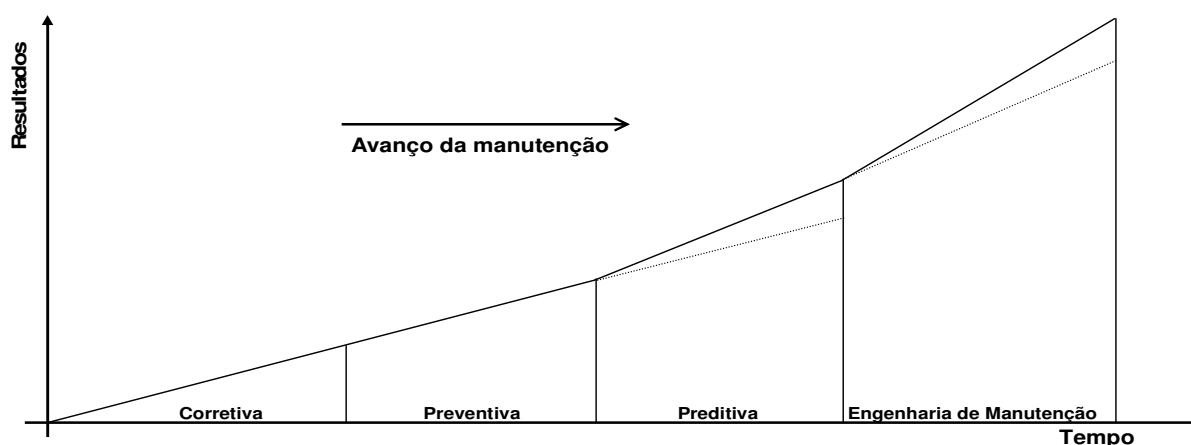 Resultados
Avanço da manutenção
Corretiva
Preventiva
Preditiva
Engenharia de Manutenção
Tempo